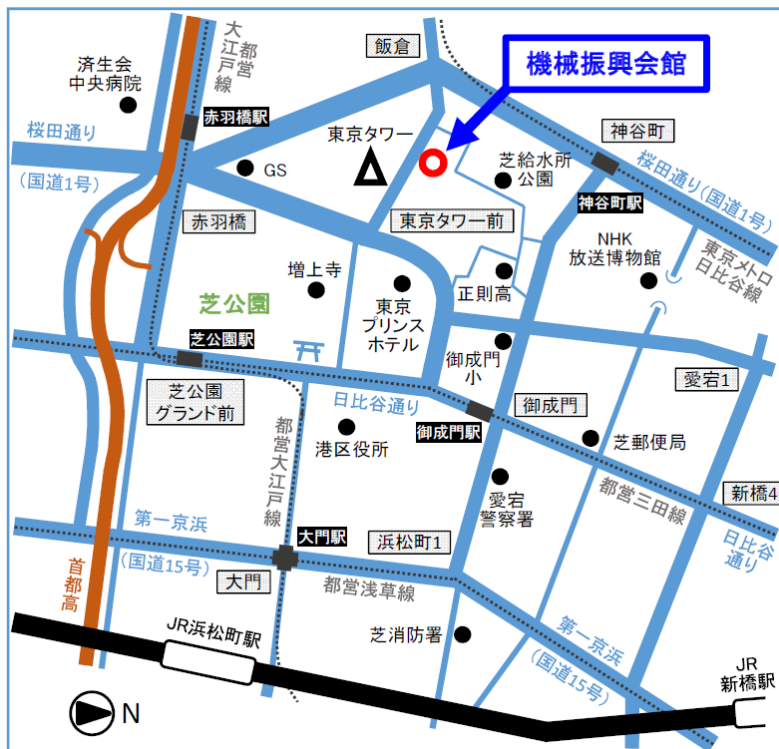 飯倉
機械振興会館
都営
大江戸線
済生会
中央病院
赤羽橋駅
桜田通り
(国道1号)
東京タワー
GS
神谷町
芝給水所
公園
神谷町駅
桜田通り(国道1号)
赤羽橋
東京タワー前
NHK
放送博物館
東京メトロ
日比谷線
増上寺
芝公園
東京
プリンス
ホテル
正則高
芝公園駅
御成門
小
愛宕1
芝公園
グランド前
日比谷通り
御成門駅
御成門
港区役所
芝郵便局
都営大江戸線
愛宕
警察署
都営三田線
新橋4
日比谷
通り
第一京浜
(国道15号)
大門駅
浜松町1
大門
都営浅草線
首都高
JR浜松町駅
芝消防署
第一京浜
(国道15号)
JR
新橋駅
N